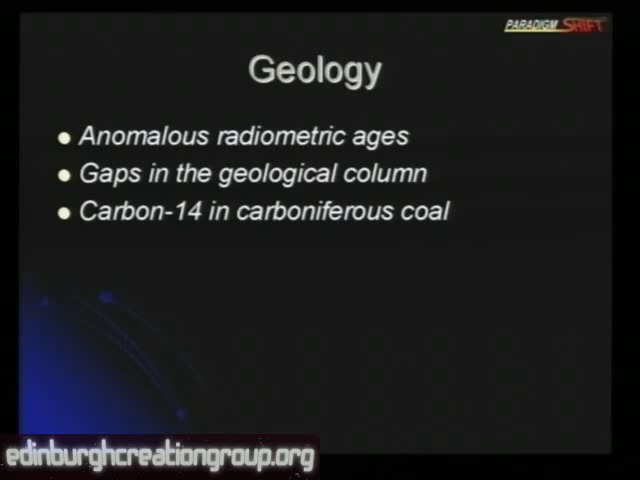 PARADIGM SHIFT
Geology
Anomalous radiometric ages
Gaps in the geological column
Carbon-14 in carboniferous coal
edinburghcreationgroup.org